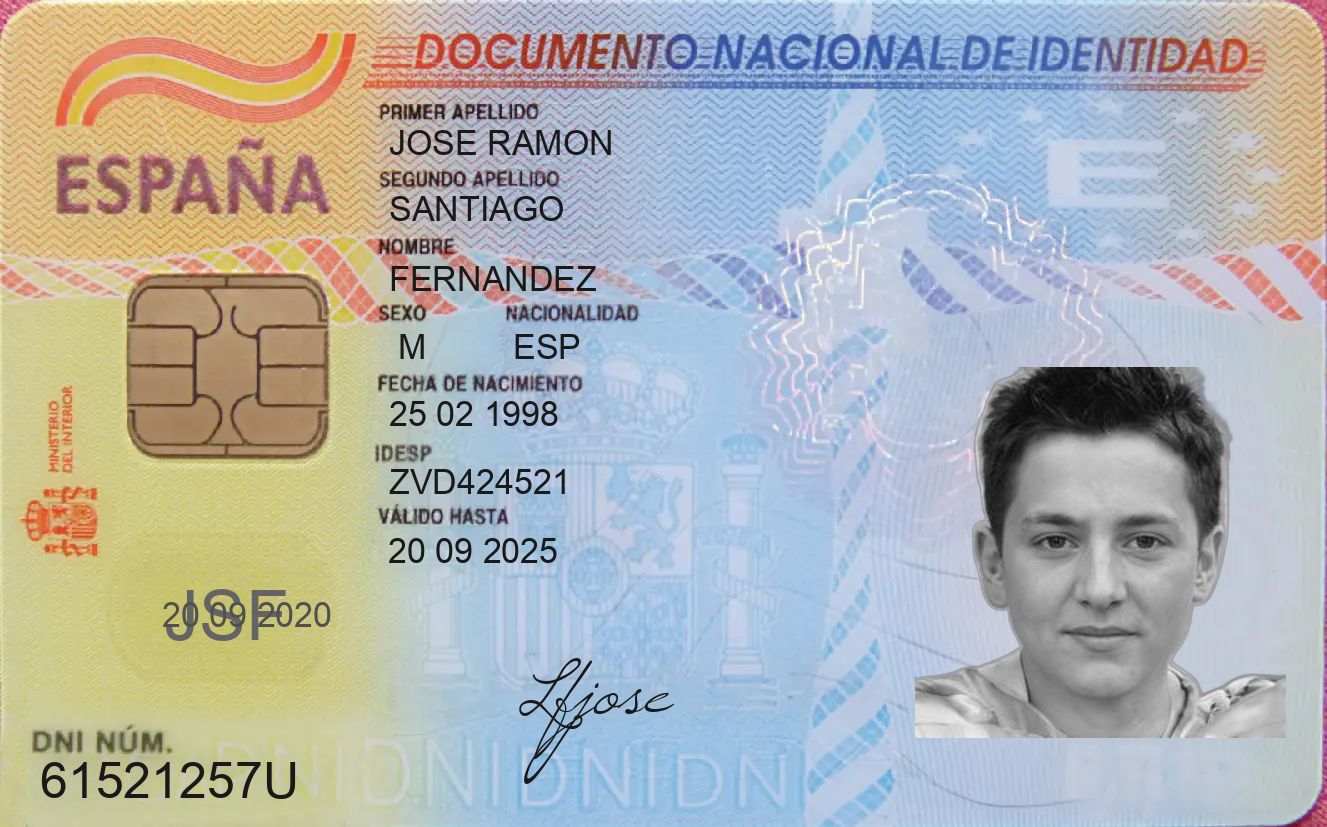 DOCUMENTO NACIONAL DE IDENTIDAD
ESPAÑA
PRIMER APELLIDO
JOSE RAMON
SEGUNDO APELLIDO
SANTIAGO
NOMBRE
FERNANDEZ
SEXO NACIONALIDAD
M ESP
FECHA DE NACIMIENTO
25 02 1998
IDESP
ZVD424521
VÁLIDO HASTA
20 09 2025
MINISTERIO
DEL INTERIOR
E
JSF
20 09 2020
Lfjose
DNI NÚM.
61521257U
DNIDNIDNIDNI